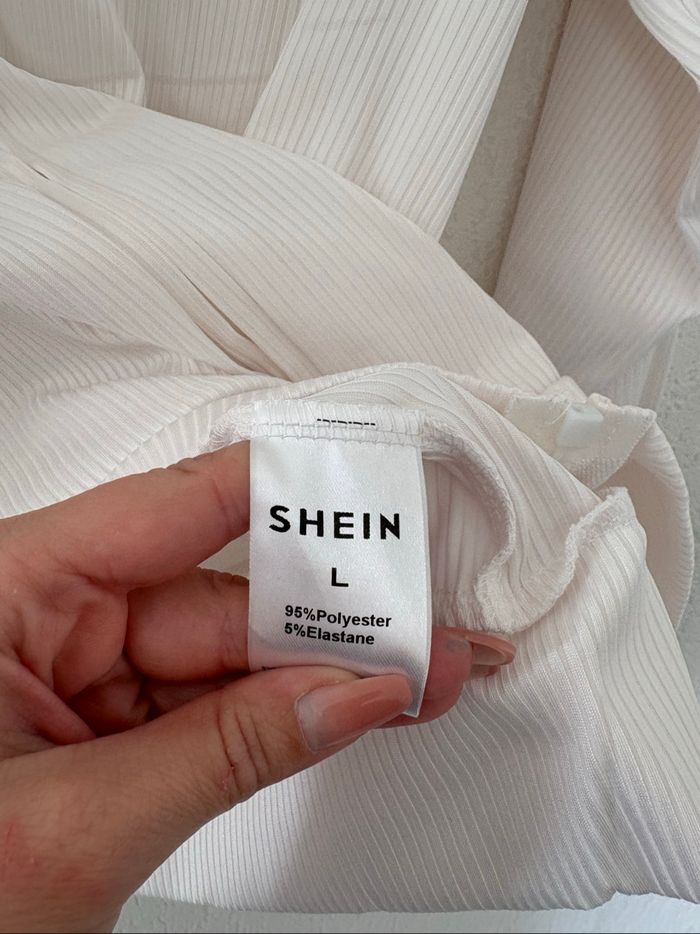 SHEIN
L
95%Polyester
5%Elastane